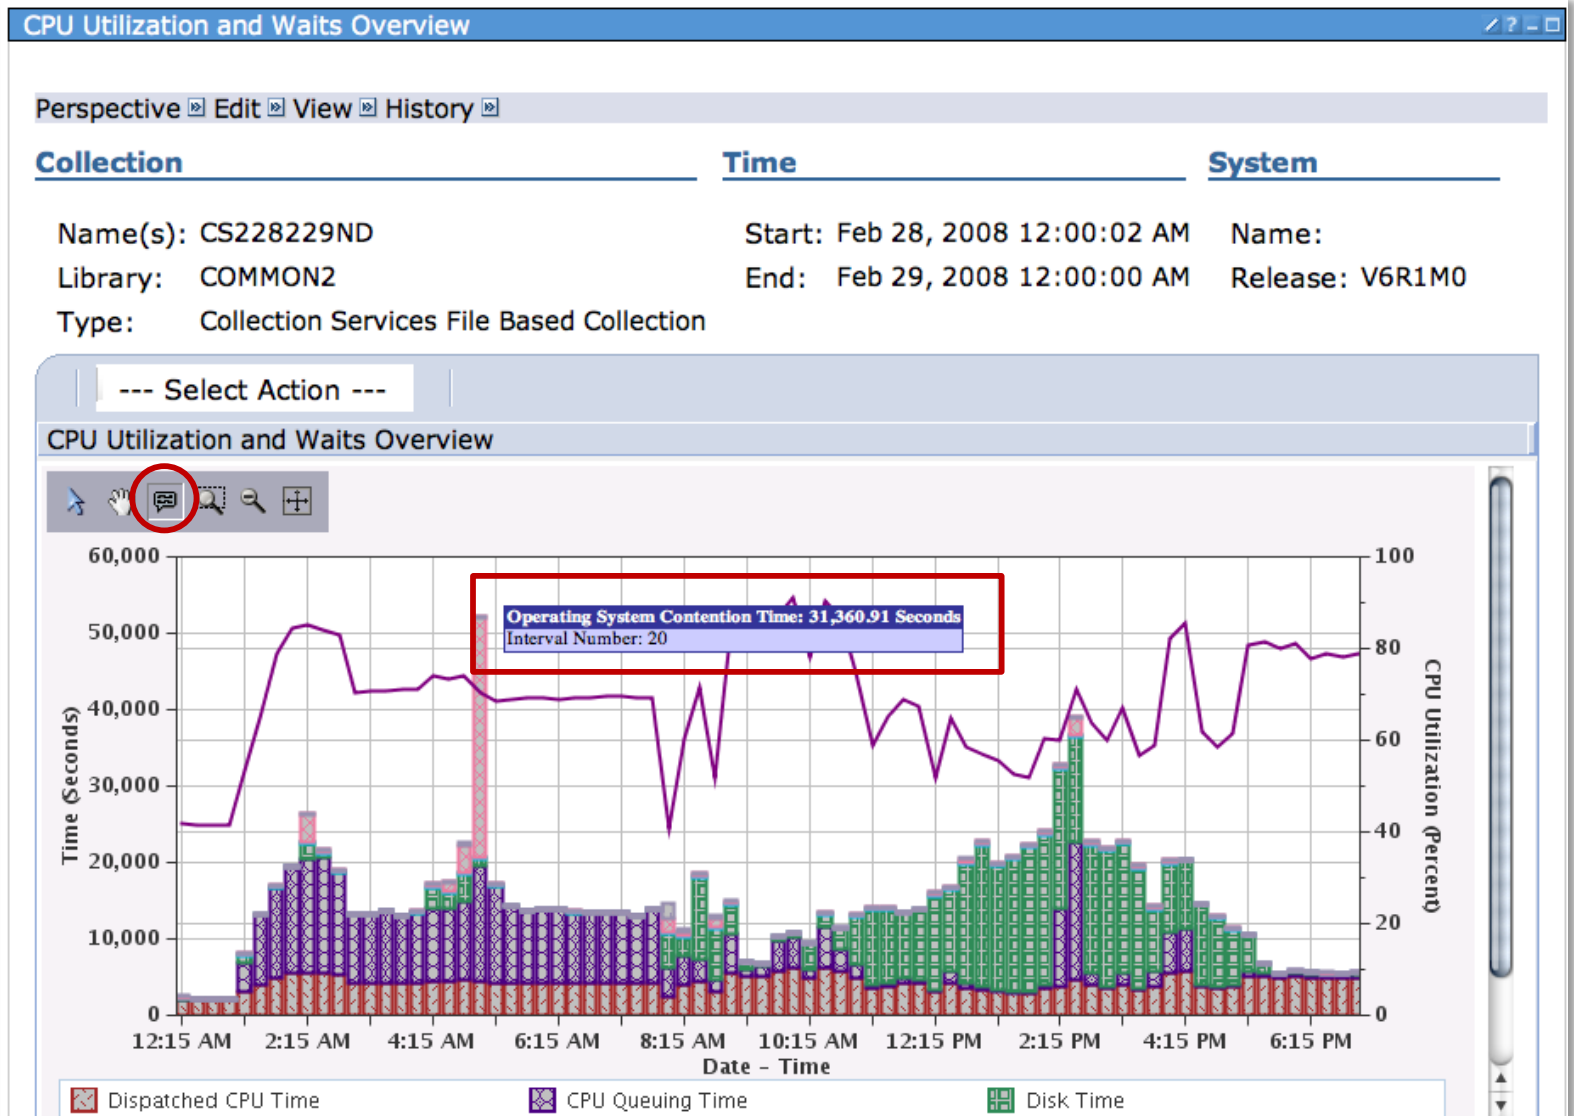 CPU Utilization and Waits Overview
Perspective Edit View History
Collection Time System
Name(s): CS228229ND Start: Feb 28, 2008 12:00:02 AM Name:
Library: COMMON2 End: Feb 29, 2008 12:00:00 AM Release: V6R1M0
Type: Collection Services File Based Collection
--- Select Action ---
CPU Utilization and Waits Overview
60,000 100
Operating System Contention Time: 31,360.91 Seconds
Interval Number: 20
50,000
80
40,000
60
30,000
40
20,000
20
10,000
0 0
Time (Seconds)
CPU Utilization (Percent)
12:15 AM 2:15 AM 4:15 AM 6:15 AM 8:15 AM 10:15 AM 12:15 PM 2:15 PM 4:15 PM 6:15 PM
Date - Time
Dispatched CPU Time CPU Queuing Time Disk Time